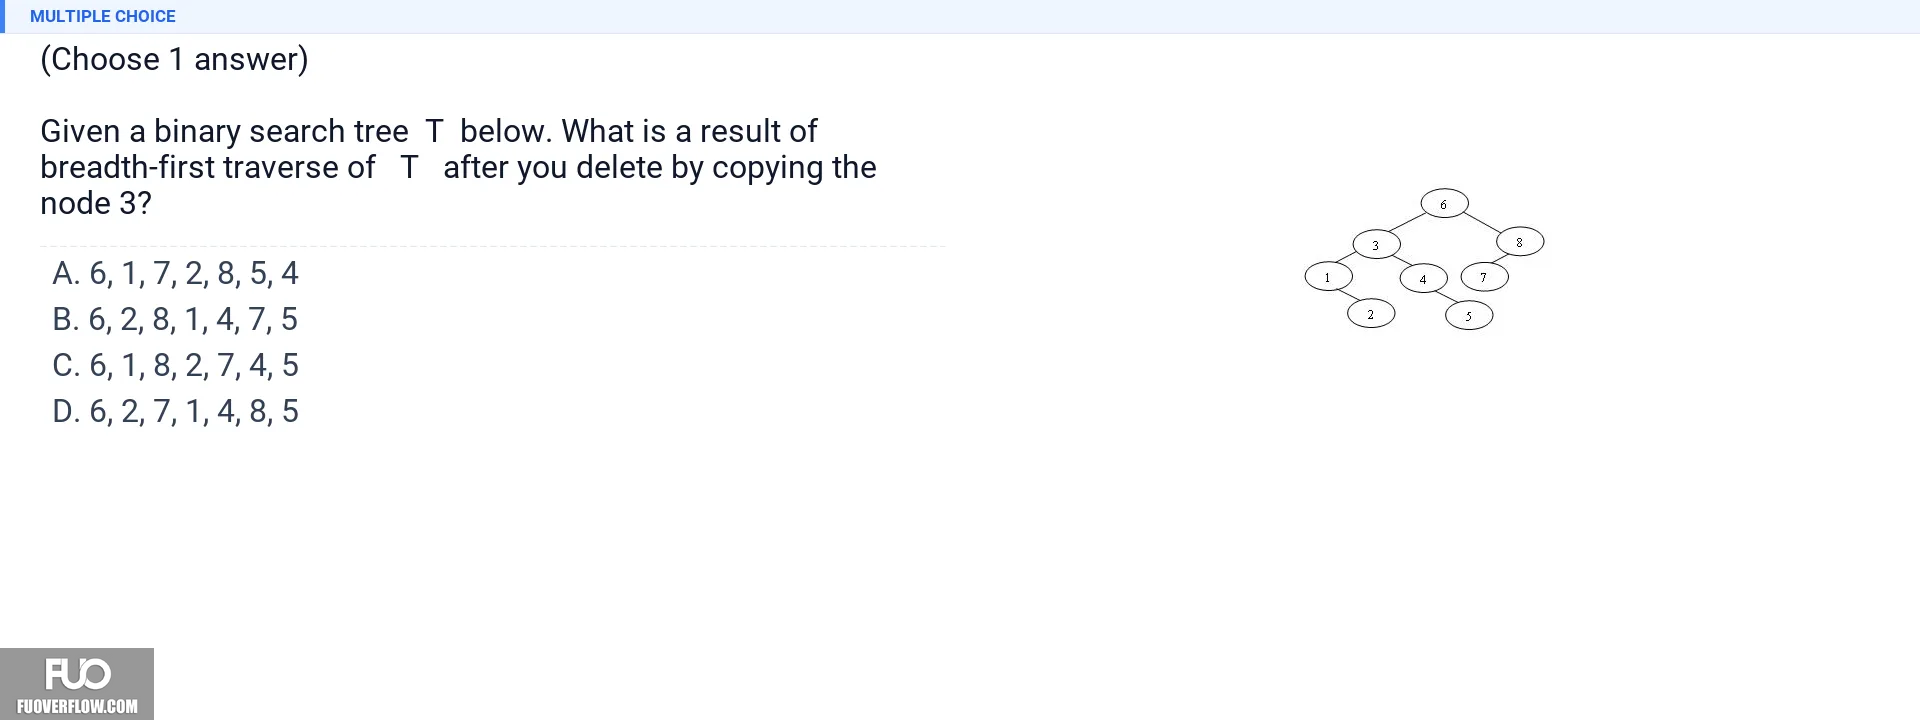 MULTIPLE CHOICE
(Choose 1 answer)
Given a binary search tree T below. What is a result of
breadth-first traverse of T after you delete by copying the
node 3?
A. 6, 1, 7, 2, 8, 5, 4
B. 6, 2, 8, 1, 4, 7, 5
C. 6, 1, 8, 2, 7, 4, 5
D. 6, 2, 7, 1, 4, 8, 5
6
3 8
1 4 7
2 5
FUO
FUOVERFLOW.COM